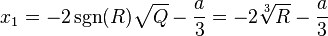 x₁ = −2 sgn(R)√Q − a/3 = −2∛R − a/3